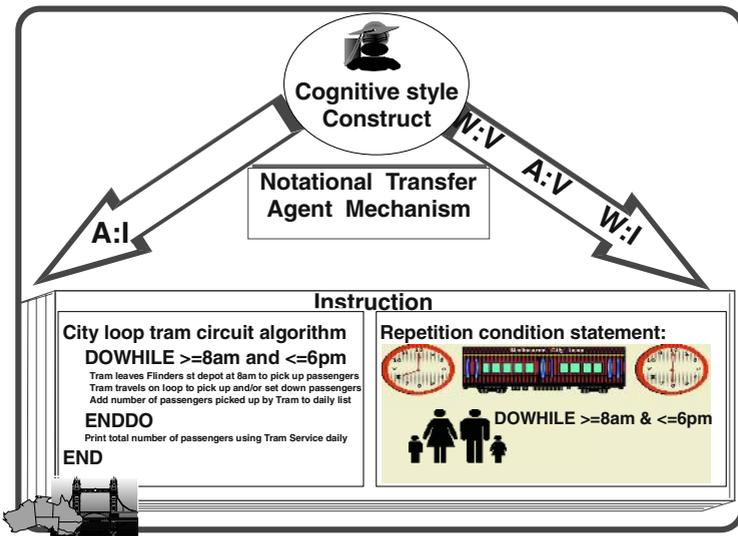 Cognitive style
Construct
W:V A:V W:I
Notational Transfer
Agent Mechanism
A:I
Instruction
City loop tram circuit algorithm
DOWHILE >=8am and <=6pm
Tram leaves Flinders st depot at 8am to pick up passengers
Tram travels on loop to pick up and/or set down passengers
Add number of passengers picked up by Tram to daily list
ENDDO
Print total number of passengers using Tram Service daily
END
Repetition condition statement:
Melbourne City Loop
DOWHILE >=8am & <=6pm